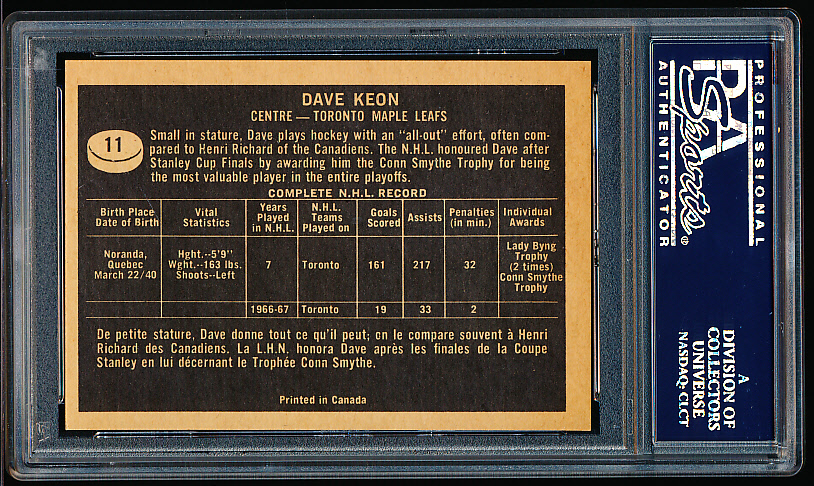 DAVE KEON
CENTRE — TORONTO MAPLE LEAFS
11
Small in stature, Dave plays hockey with an "all-out" effort, often com-
pared to Henri Richard of the Canadiens. The N.H.L. honoured Dave after
Stanley Cup Finals by awarding him the Conn Smythe Trophy for being
the most valuable player in the entire playoffs.
COMPLETE N.H.L. RECORD
Birth Place
Date of Birth
Vital
Statistics
Years
Played
in N.H.L.
N.H.L.
Teams
Played on
Goals
Scored
Assists
Penalties
(in min.)
Individual
Awards
Noranda,
Quebec
March 22/40
Hght.--5'9"
Wght.--163 lbs.
Shoots--Left
7
Toronto
161
217
32
Lady Byng
Trophy
(2 times)
Conn Smythe
Trophy
1966-67
Toronto
19
33
2
De petite stature, Dave donne tout ce qu'il peut; on le compare souvent à Henri
Richard des Canadiens. La L.H.N. honora Dave après les finales de la Coupe
Stanley en lui décernant le Trophée Conn Smythe.
Printed in Canada
PROFESSIONAL
PSA
Sports
®
AUTHENTICATOR
A
DIVISION OF
COLLECTORS
UNIVERSE
NASDAQ: CLCT